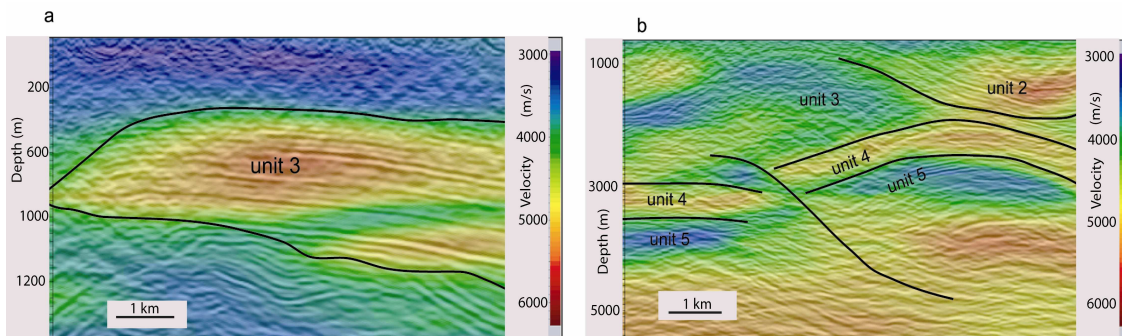 a
200
600
1000
1200
Depth (m)
unit 3
1 km
3000
4000
5000
6000
Velocity (m/s)
b
1000
3000
5000
Depth (m)
unit 2
unit 3
unit 4
unit 5
unit 4
unit 5
1 km
3000
4000
5000
6000
Velocity (m/s)